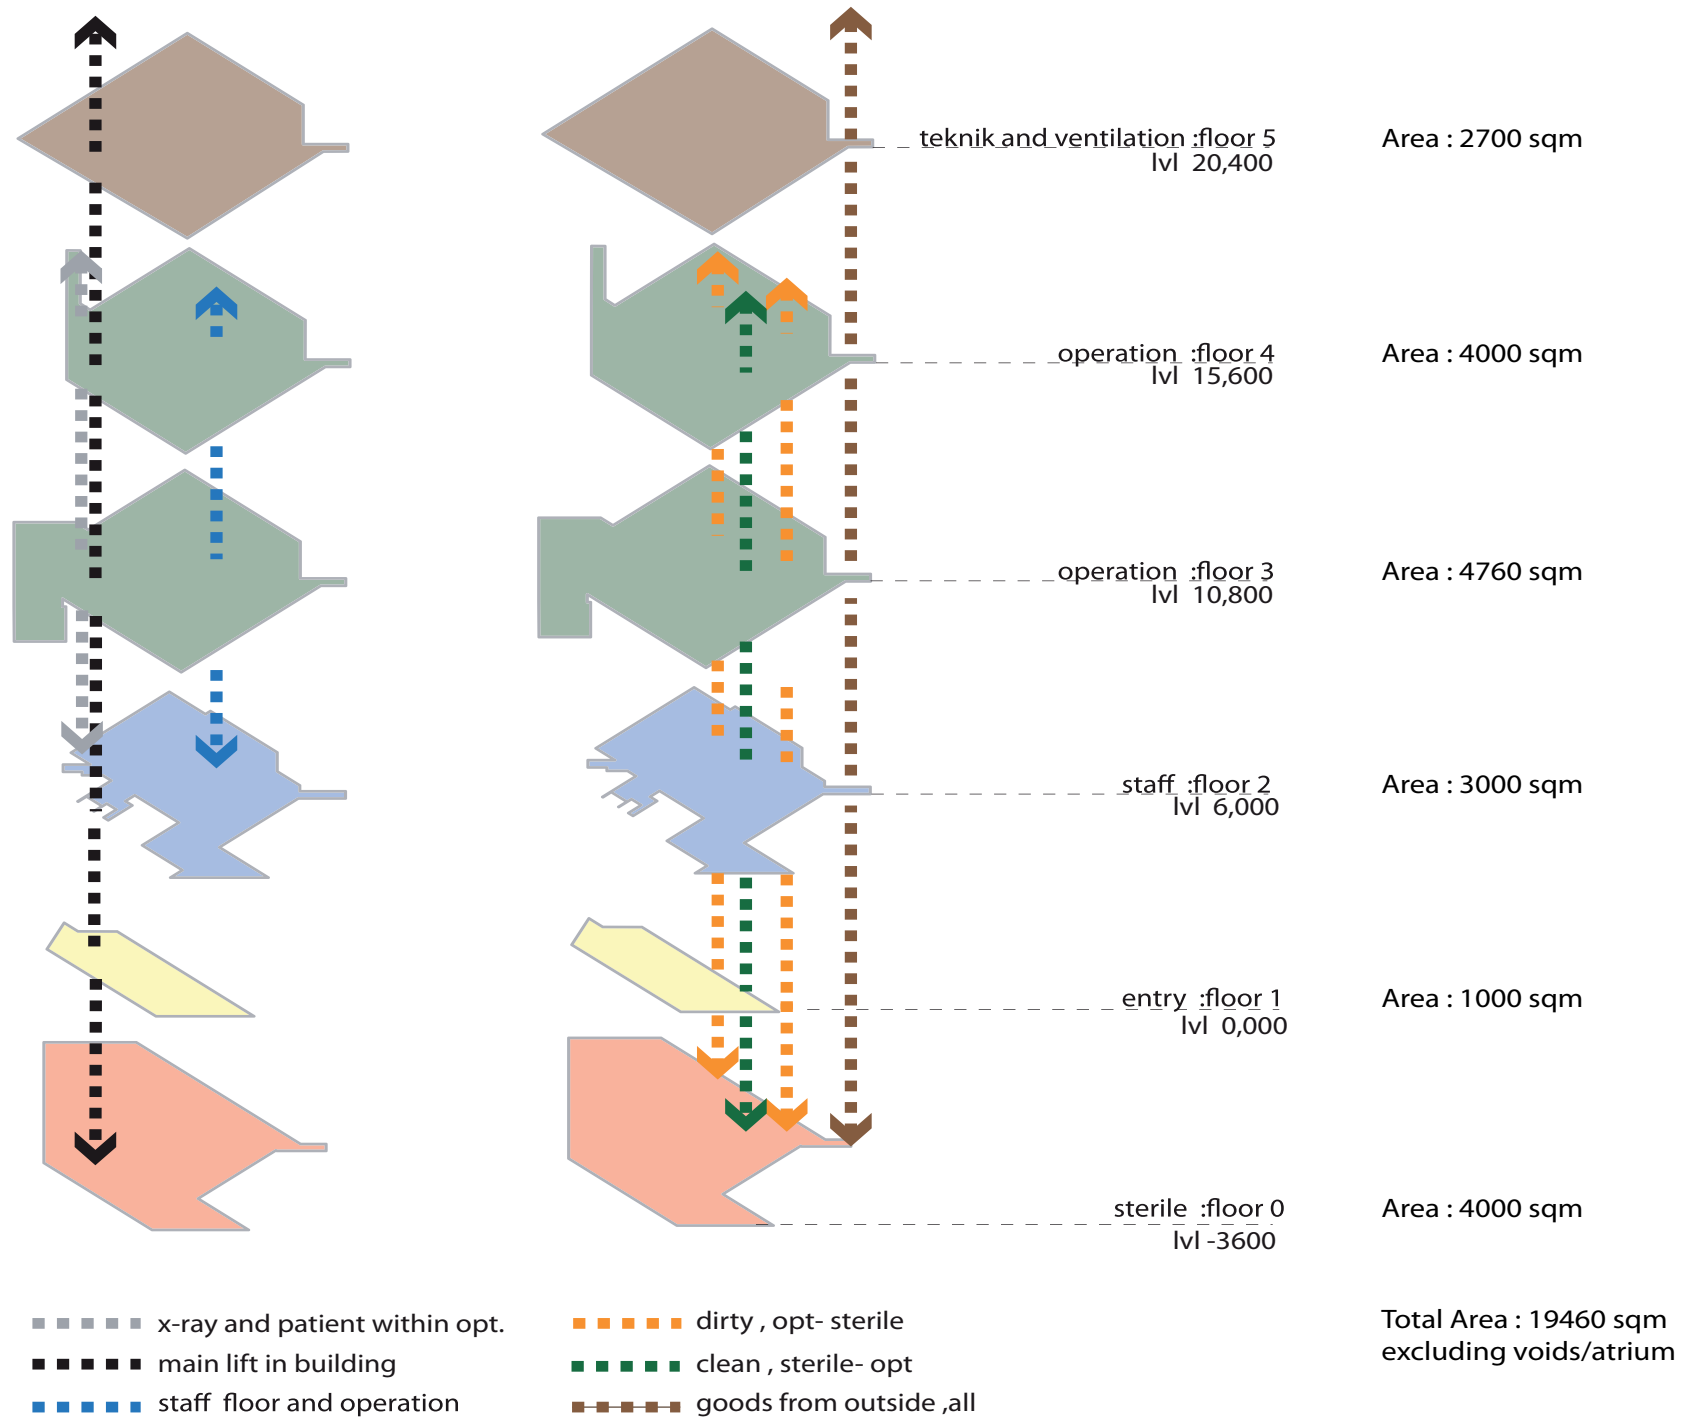 teknik and ventilation :floor 5
lvl 20,400
Area : 2700 sqm
operation :floor 4
lvl 15,600
Area : 4000 sqm
operation :floor 3
lvl 10,800
Area : 4760 sqm
staff :floor 2
lvl 6,000
Area : 3000 sqm
entry :floor 1
lvl 0,000
Area : 1000 sqm
sterile :floor 0
lvl -3600
Area : 4000 sqm
x-ray and patient within opt.
main lift in building
staff floor and operation
dirty , opt- sterile
clean , sterile- opt
goods from outside ,all
Total Area : 19460 sqm
excluding voids/atrium